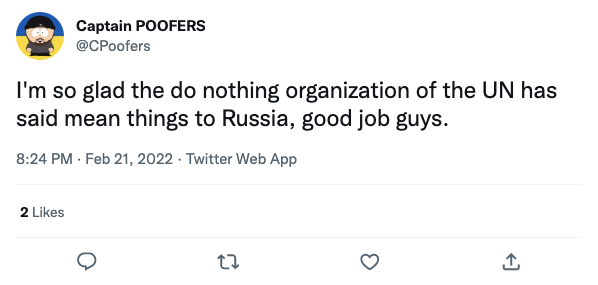 Captain POOFERS
@CPoofers
I'm so glad the do nothing organization of the UN has
said mean things to Russia, good job guys.
8:24 PM · Feb 21, 2022 · Twitter Web App
2 Likes